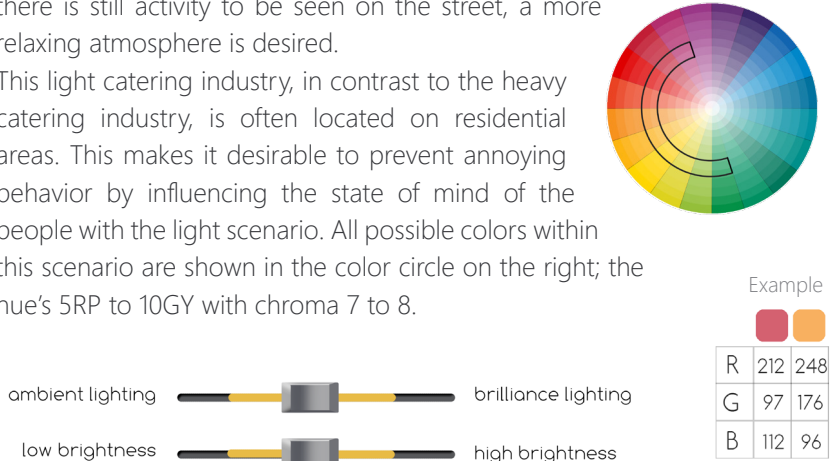 there is still activity to be seen on the street, a more
relaxing atmosphere is desired.
This light catering industry, in contrast to the heavy
catering industry, is often located on residential
areas. This makes it desirable to prevent annoying
behavior by influencing the state of mind of the
people with the light scenario. All possible colors within
this scenario are shown in the color circle on the right; the
hue's 5RP to 10GY with chroma 7 to 8.
Example
R 212 248
G 97 176
B 112 96
ambient lighting brilliance lighting
low brightness high brightness